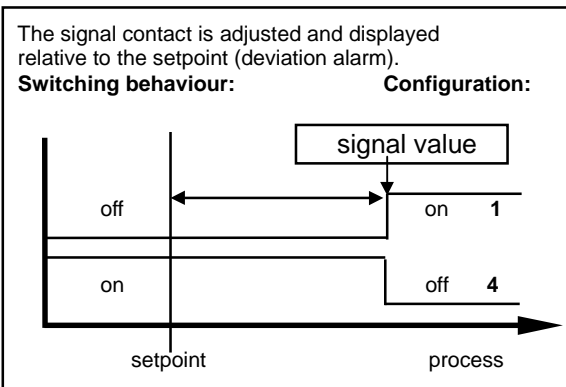 The signal contact is adjusted and displayed
relative to the setpoint (deviation alarm).
Switching behaviour: Configuration:
signal value
off on 1
on off 4
setpoint process